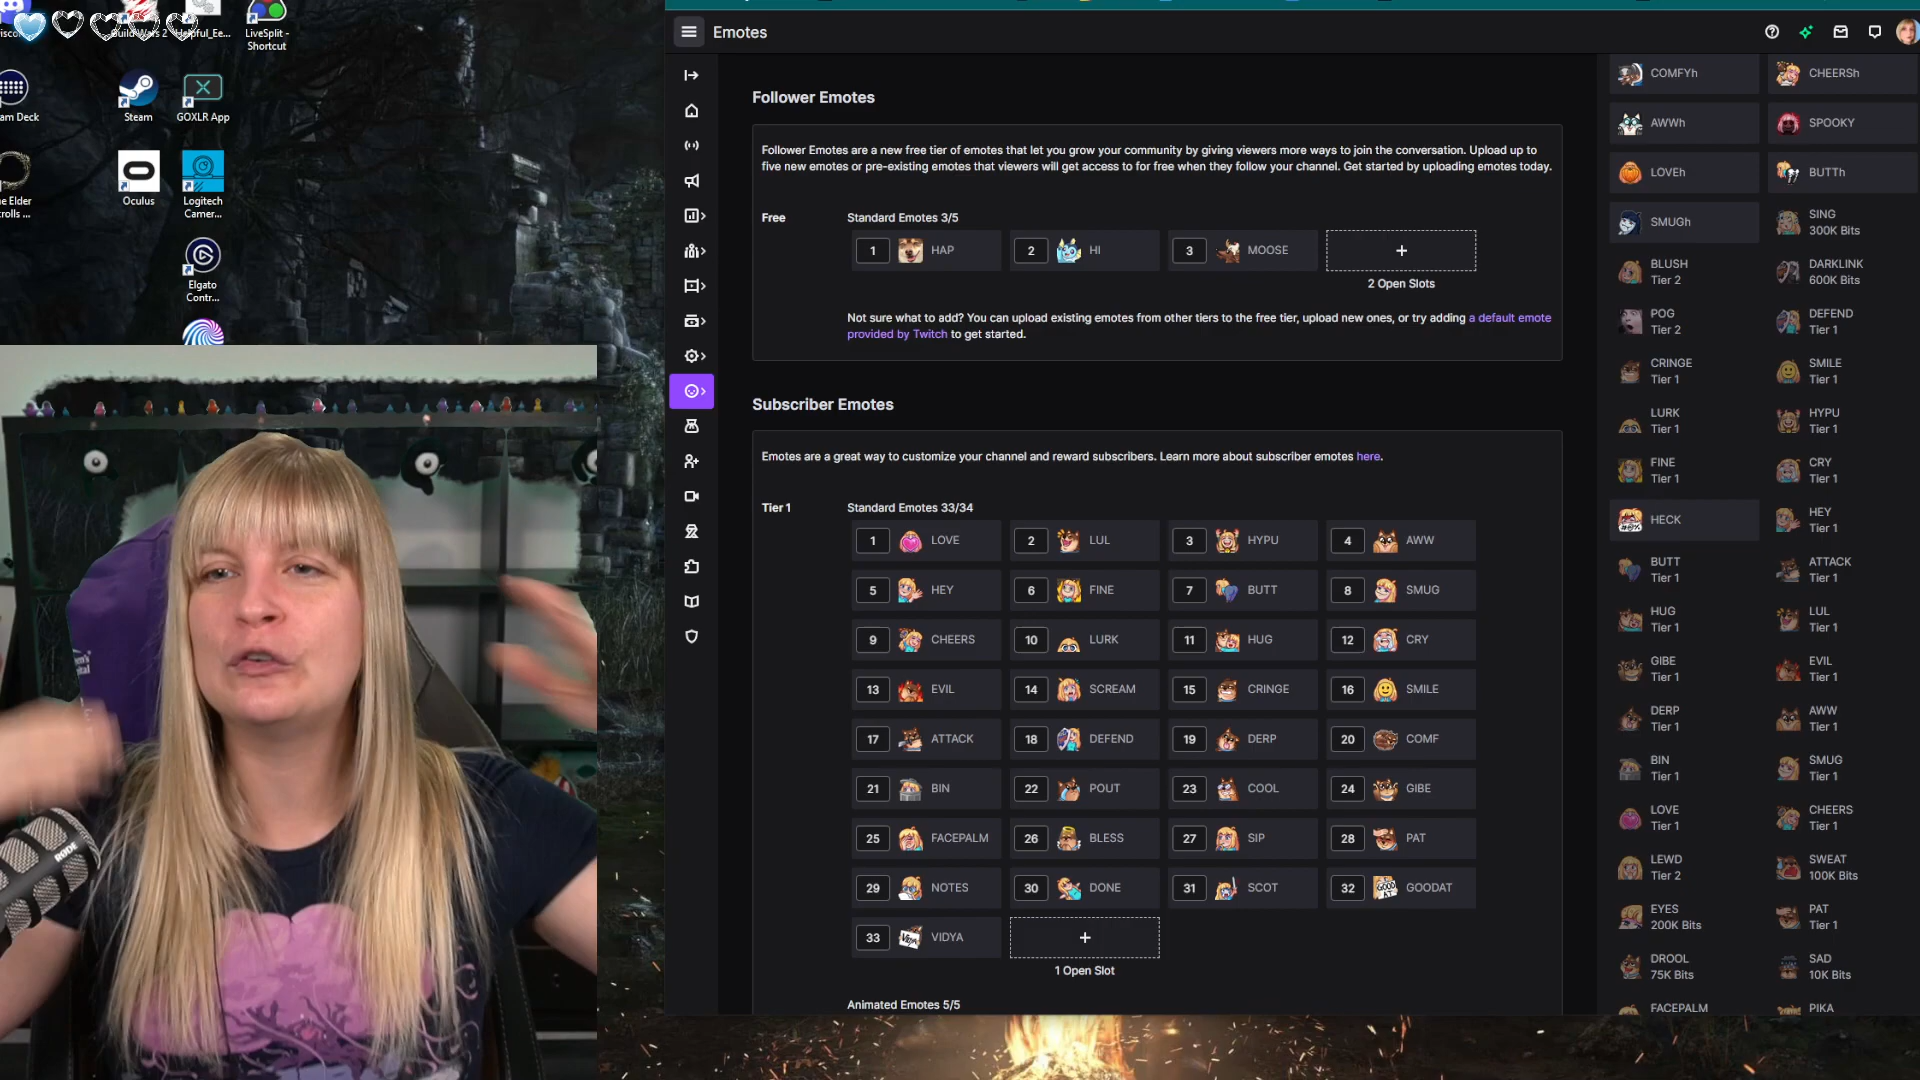 Build Wars 2
Helpful_Ee...
LiveSplit -
Shortcut
Steam
GOXLR App
Oculus
Logitech
Camer...
Elgato
Contr...
RØDE
Emotes
Follower Emotes
Follower Emotes are a new free tier of emotes that let you grow your community by giving viewers more ways to join the conversation. Upload up to
five new emotes or pre-existing emotes that viewers will get access to for free when they follow your channel. Get started by uploading emotes today.
Free
Standard Emotes 3/5
1 HAP 2 HI 3 MOOSE +
2 Open Slots
Not sure what to add? You can upload existing emotes from other tiers to the free tier, upload new ones, or try adding a default emote
provided by Twitch to get started.
Subscriber Emotes
Emotes are a great way to customize your channel and reward subscribers. Learn more about subscriber emotes here.
Tier 1
Standard Emotes 33/34
1 LOVE 2 LUL 3 HYPU 4 AWW
5 HEY 6 FINE 7 BUTT 8 SMUG
9 CHEERS 10 LURK 11 HUG 12 CRY
13 EVIL 14 SCREAM 15 CRINGE 16 SMILE
17 ATTACK 18 DEFEND 19 DERP 20 COMF
21 BIN 22 POUT 23 COOL 24 GIBE
25 FACEPALM 26 BLESS 27 SIP 28 PAT
29 NOTES 30 DONE 31 SCOT 32 GOODAT
33 VIDYA +
1 Open Slot
Animated Emotes 5/5
COMFYh CHEERSh
AWWh SPOOKY
LOVEh BUTTh
SMUGh SING
300K Bits
BLUSH DARKLINK
Tier 2 600K Bits
POG DEFEND
Tier 2 Tier 1
CRINGE SMILE
Tier 1 Tier 1
LURK HYPU
Tier 1 Tier 1
FINE CRY
Tier 1 Tier 1
HECK HEY
Tier 1
BUTT ATTACK
Tier 1 Tier 1
HUG LUL
Tier 1 Tier 1
GIBE EVIL
Tier 1 Tier 1
DERP AWW
Tier 1 Tier 1
BIN SMUG
Tier 1 Tier 1
LOVE CHEERS
Tier 1 Tier 1
LEWD SWEAT
Tier 2 100K Bits
EYES PAT
200K Bits Tier 1
DROOL SAD
75K Bits 10K Bits
FACEPALM PIKA